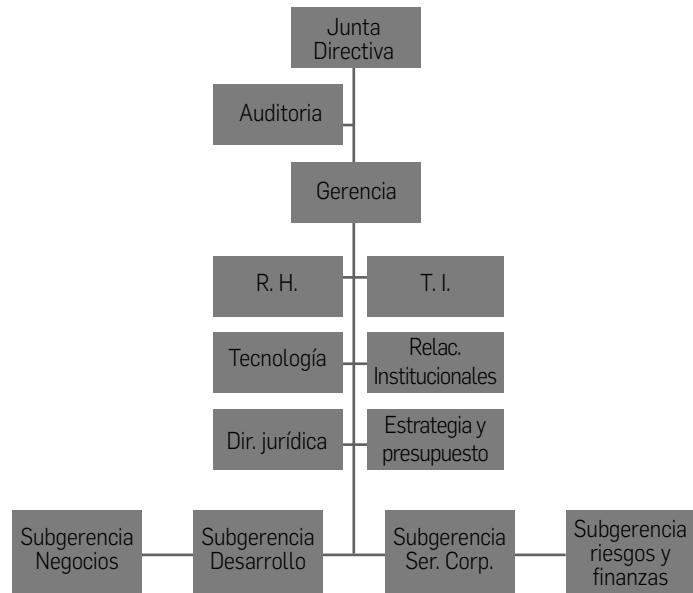 Junta
Directiva
Auditoria
Gerencia
R. H.
T. I.
Tecnología
Relac.
Institucionales
Dir. jurídica
Estrategia y
presupuesto
Subgerencia
Negocios
Subgerencia
Desarrollo
Subgerencia
Ser. Corp.
Subgerencia
riesgos y
finanzas